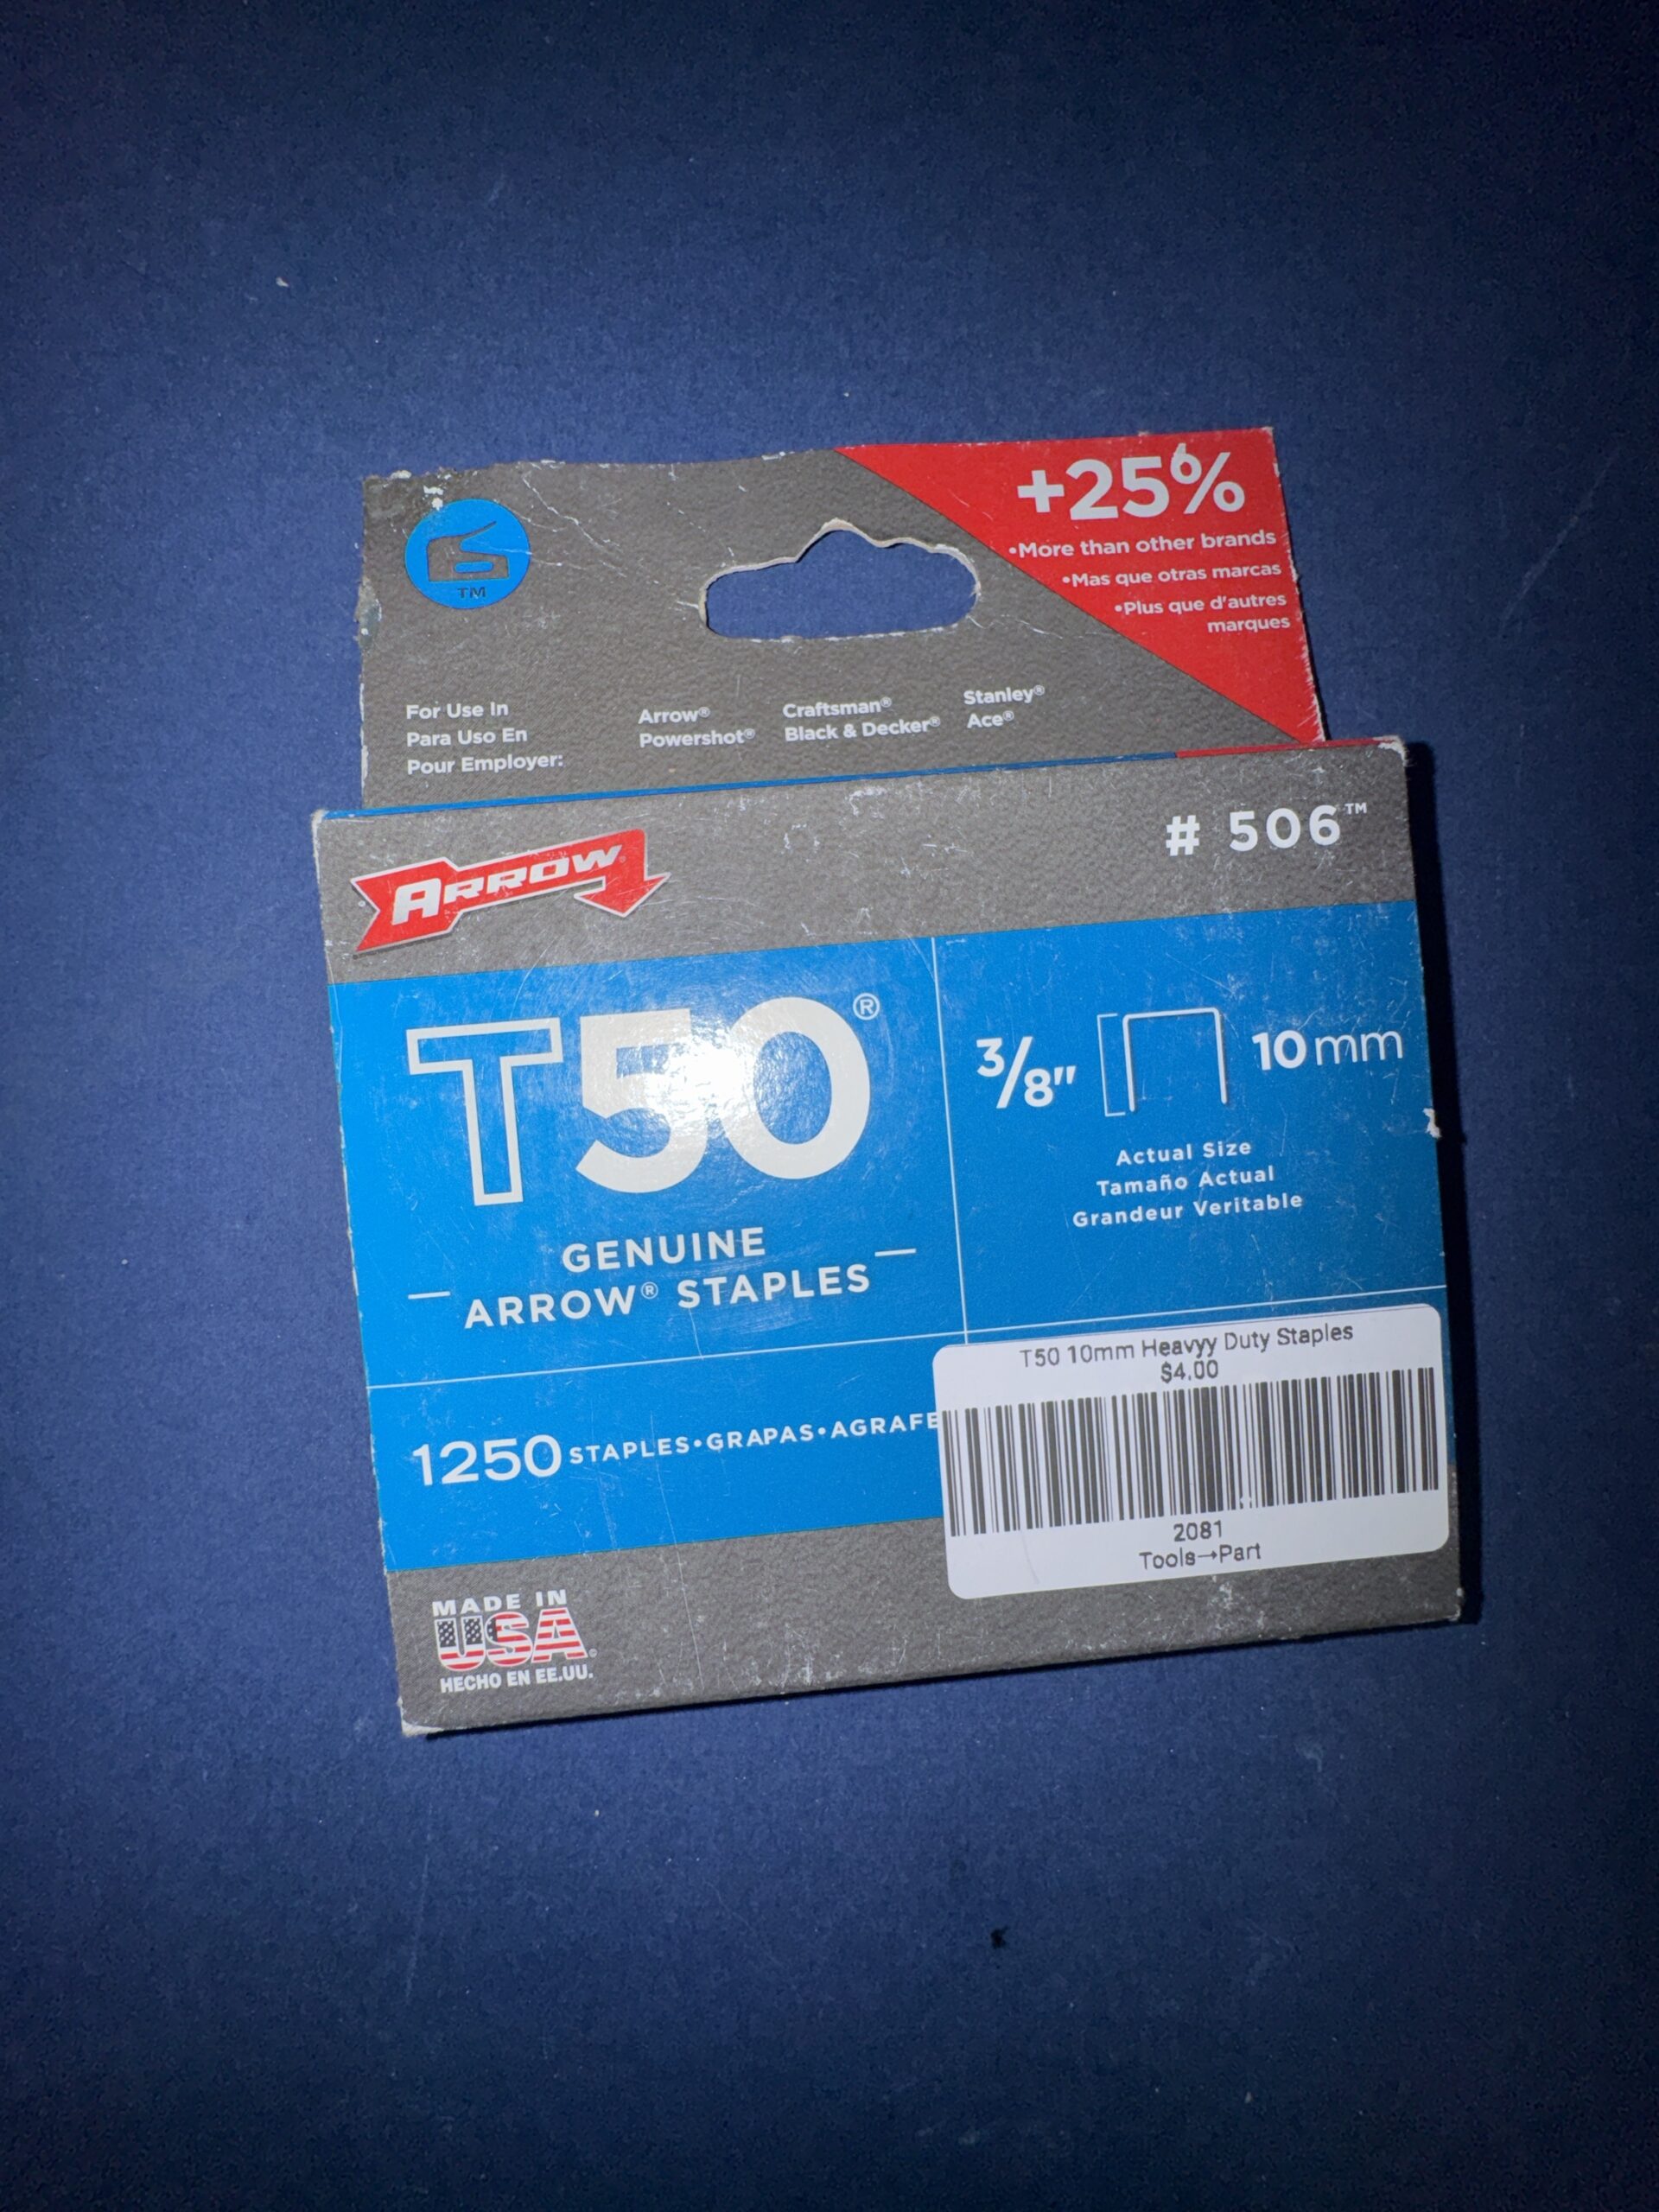 +25%
•More than other brands
•Mas que otras marcas
•Plus que d'autres
marques
TM
For Use In
Para Uso En
Pour Employer:
Arrow®
Powershot®
Craftsman®
Black & Decker®
Stanley®
Ace®
ARROW
# 506™
T50®
GENUINE
ARROW® STAPLES
3/8"
10mm
Actual Size
Tamaño Actual
Grandeur Veritable
1250 STAPLES•GRAPAS•AGRAFE
T50 10mm Heavyy Duty Staples
$4.00
2081
Tools→Part
MADE IN
USA®
HECHO EN EE.UU.